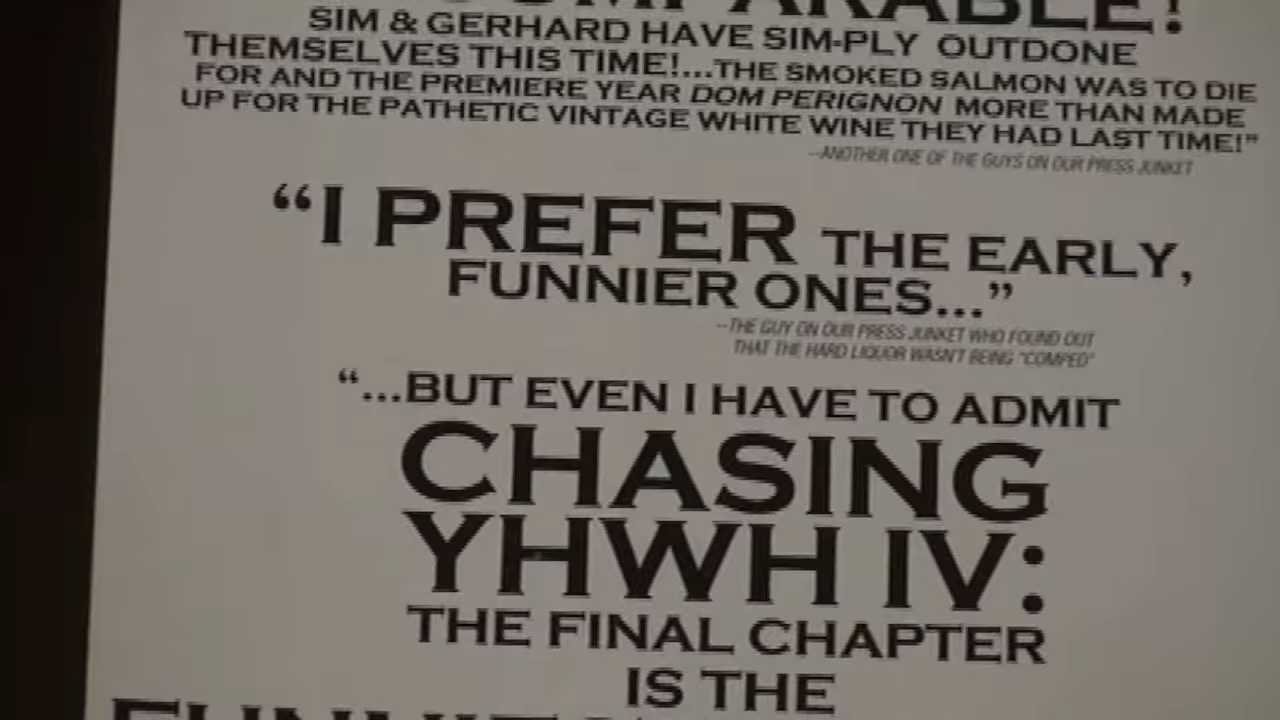 SIM & GERHARD HAVE SIM-PLY OUTDONE
THEMSELVES THIS TIME!...THE SMOKED SALMON WAS TO DIE
FOR AND THE PREMIERE YEAR DOM PERIGNON MORE THAN MADE
UP FOR THE PATHETIC VINTAGE WHITE WINE THEY HAD LAST TIME!”
--ANOTHER ONE OF THE GUYS ON OUR PRESS JUNKET
“I PREFER THE EARLY,
FUNNIER ONES...”
--THE GUY ON OUR PRESS JUNKET WHO FOUND OUT
THAT THE HARD LIQUOR WASN'T BEING "COMPED"
“...BUT EVEN I HAVE TO ADMIT
CHASING
YHWH IV:
THE FINAL CHAPTER
IS THE